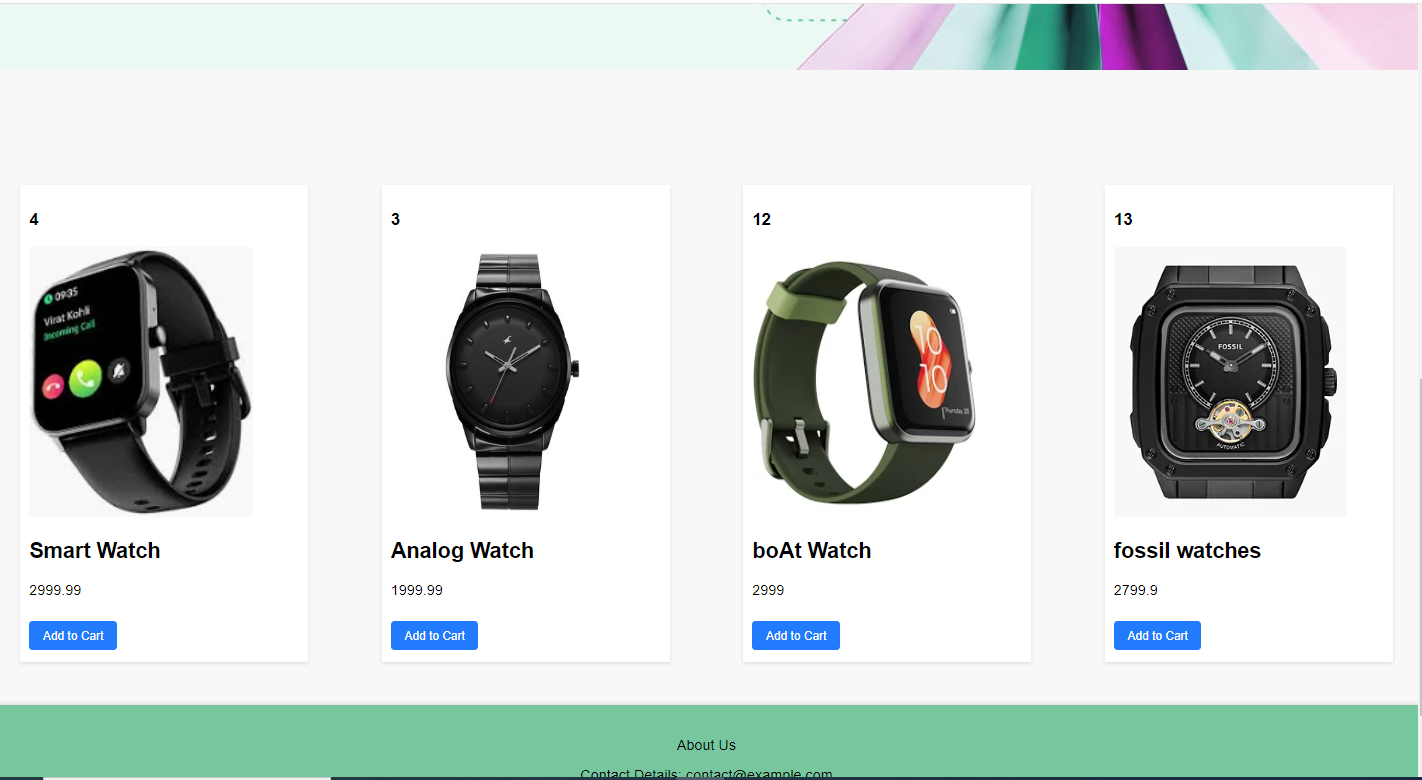 4
3
12
13
09:35
Virat Kohli
Incoming Call
10
10
Thursday 25
FOSSIL
AUTOMATIC
Smart Watch
Analog Watch
boAt Watch
fossil watches
2999.99
1999.99
2999
2799.9
Add to Cart
Add to Cart
Add to Cart
Add to Cart
About Us
Contact Details: contact@example.com